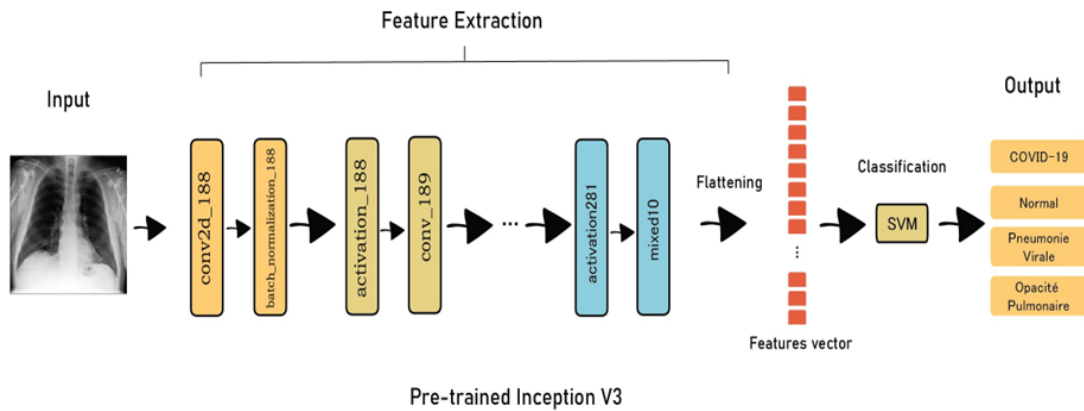 Feature Extraction
Input
conv2d_188
batch_normalization_188
activation_188
conv_189
...
activation281
mixed10
Flattening
...
Features vector
Classification
SVM
Output
COVID-19
Normal
Pneumonie
Virale
Opacité
Pulmonaire
Pre-trained Inception V3